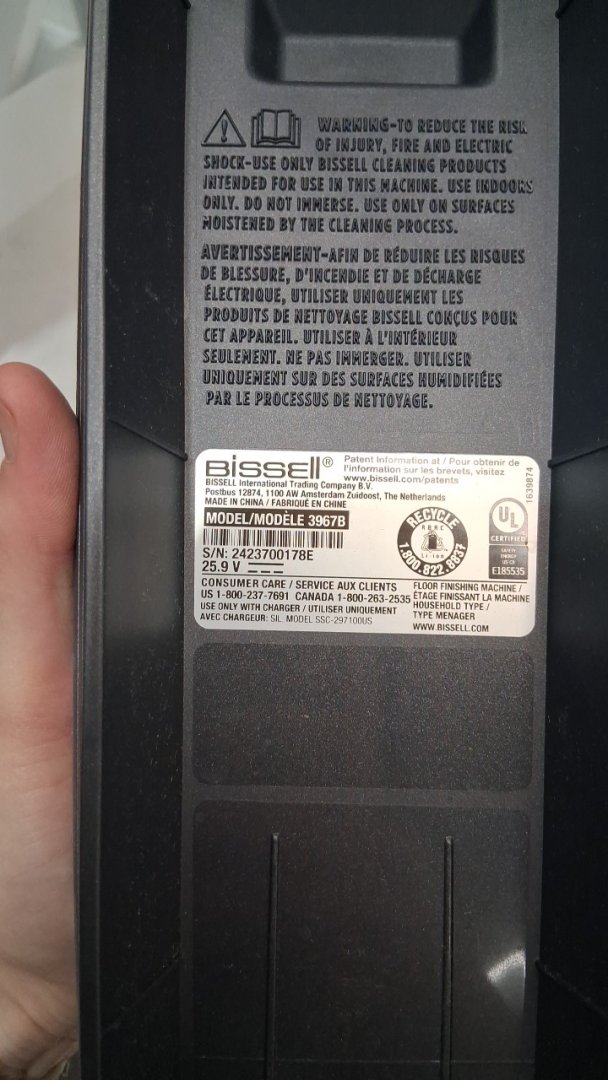 WARNING-TO REDUCE THE RISK
OF INJURY, FIRE AND ELECTRIC
SHOCK-USE ONLY BISSELL CLEANING PRODUCTS
INTENDED FOR USE IN THIS MACHINE. USE INDOORS
ONLY. DO NOT IMMERSE. USE ONLY ON SURFACES
MOISTENED BY THE CLEANING PROCESS.
AVERTISSEMENT-AFIN DE RÉDUIRE LES RISQUES
DE BLESSURE, D'INCENDIE ET DE DÉCHARGE
ÉLECTRIQUE, UTILISER UNIQUEMENT LES
PRODUITS DE NETTOYAGE BISSELL CONÇUS POUR
CET APPAREIL. UTILISER À L'INTÉRIEUR
SEULEMENT. NE PAS IMMERGER. UTILISER
UNIQUEMENT SUR DES SURFACES HUMIDIFIÉES
PAR LE PROCESSUS DE NETTOYAGE.
BISSELL®
Patent Information at / Pour obtenir de
l'information sur les brevets, visitez
www.bissell.com/patents
BISSELL International Trading Company B.V.
Postbus 12874, 1100 AW Amsterdam Zuidoost, The Netherlands
MADE IN CHINA / FABRIQUÉ EN CHINE
MODEL/MODÈLE 3967B
S/N: 2423700178E
25.9 V
RECYCLE
RBRC
Li-ion
1.800.822.8837
1639874
UL
CERTIFIED
SAFETY
ENERGY
US-CA
E185535
CONSUMER CARE / SERVICE AUX CLIENTS
US 1-800-237-7691 CANADA 1-800-263-2535
USE ONLY WITH CHARGER / UTILISER UNIQUEMENT
AVEC CHARGEUR: SIL. MODEL SSC-297100US
FLOOR FINISHING MACHINE /
ÉTAGE FINISSANT LA MACHINE
HOUSEHOLD TYPE /
TYPE MENAGER
WWW.BISSELL.COM